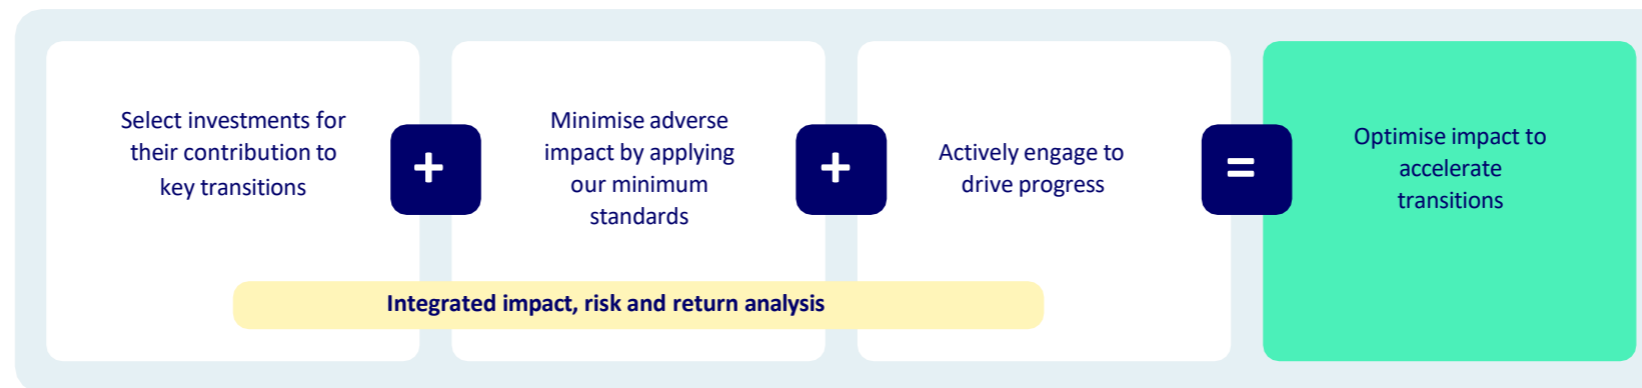 Select investments for
their contribution to
key transitions
+
Minimise adverse
impact by applying
our minimum
standards
+
Actively engage to
drive progress
=
Optimise impact to
accelerate
transitions
Integrated impact, risk and return analysis